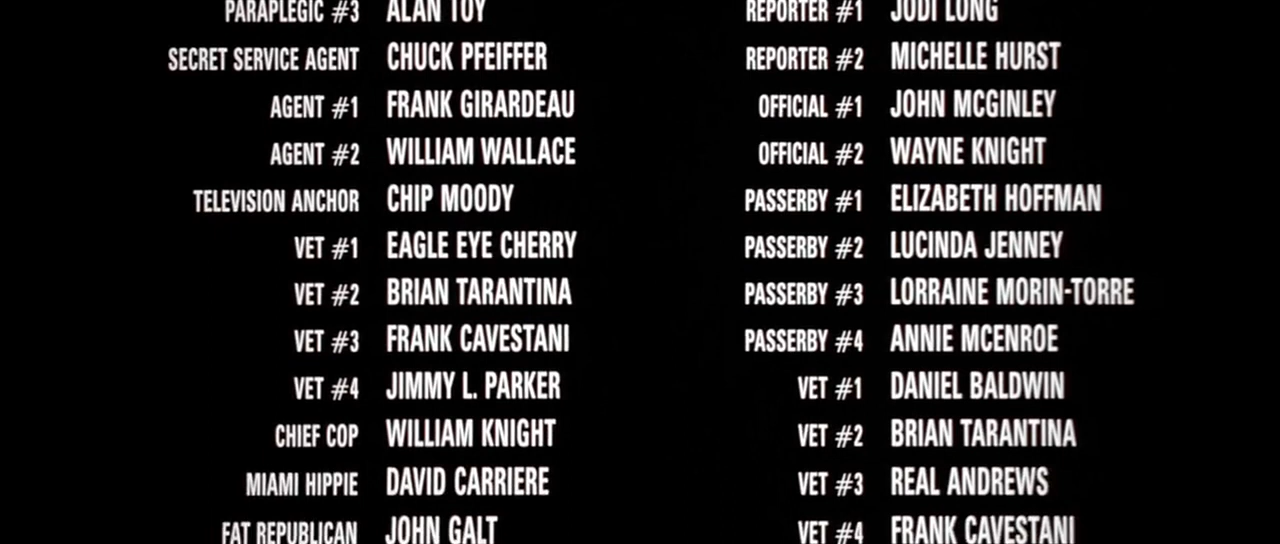 PARAPLEGIC #3 ALAN TOY
SECRET SERVICE AGENT CHUCK PFEIFFER
AGENT #1 FRANK GIRARDEAU
AGENT #2 WILLIAM WALLACE
TELEVISION ANCHOR CHIP MOODY
VET #1 EAGLE EYE CHERRY
VET #2 BRIAN TARANTINA
VET #3 FRANK CAVESTANI
VET #4 JIMMY L. PARKER
CHIEF COP WILLIAM KNIGHT
MIAMI HIPPIE DAVID CARRIERE
FAT REPUBLICAN JOHN GALT
REPORTER #1 JODI LONG
REPORTER #2 MICHELLE HURST
OFFICIAL #1 JOHN MCGINLEY
OFFICIAL #2 WAYNE KNIGHT
PASSERBY #1 ELIZABETH HOFFMAN
PASSERBY #2 LUCINDA JENNEY
PASSERBY #3 LORRAINE MORIN-TORRE
PASSERBY #4 ANNIE MCENROE
VET #1 DANIEL BALDWIN
VET #2 BRIAN TARANTINA
VET #3 REAL ANDREWS
VET #4 FRANK CAVESTANI